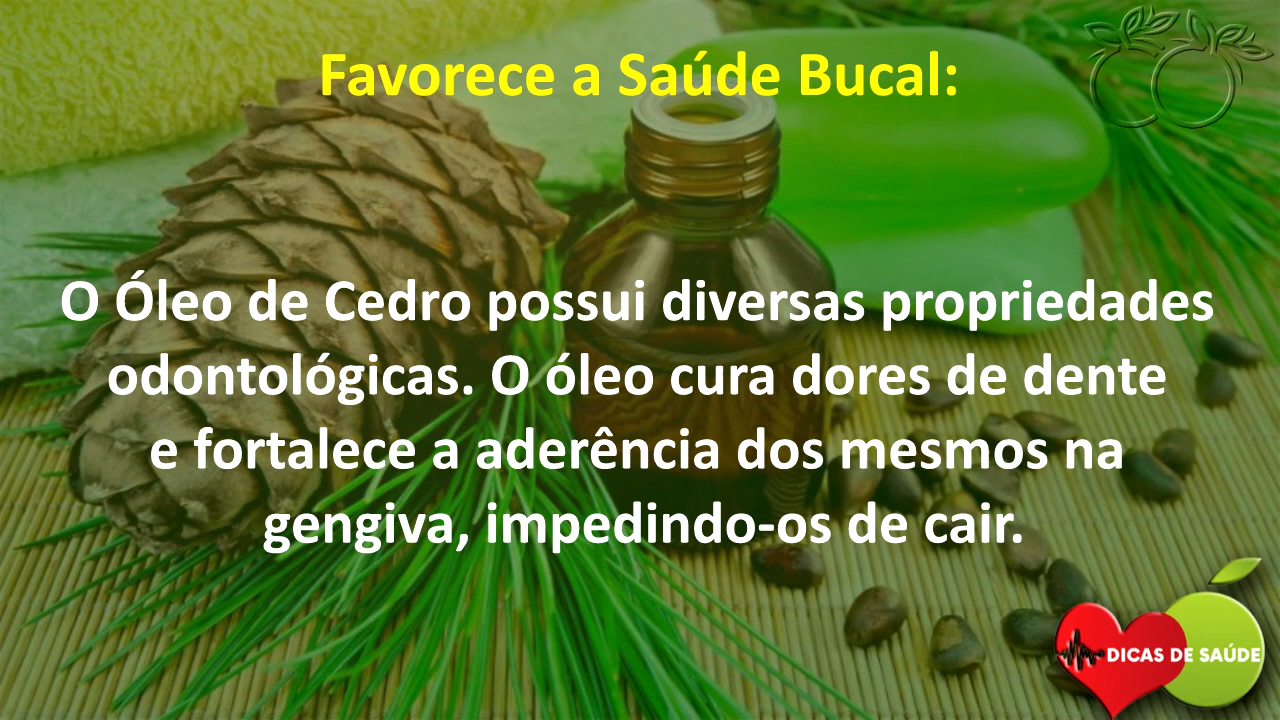 Favorece a Saúde Bucal:
O Óleo de Cedro possui diversas propriedades
odontológicas. O óleo cura dores de dente
e fortalece a aderência dos mesmos na
gengiva, impedindo-os de cair.
DICAS DE SAÚDE